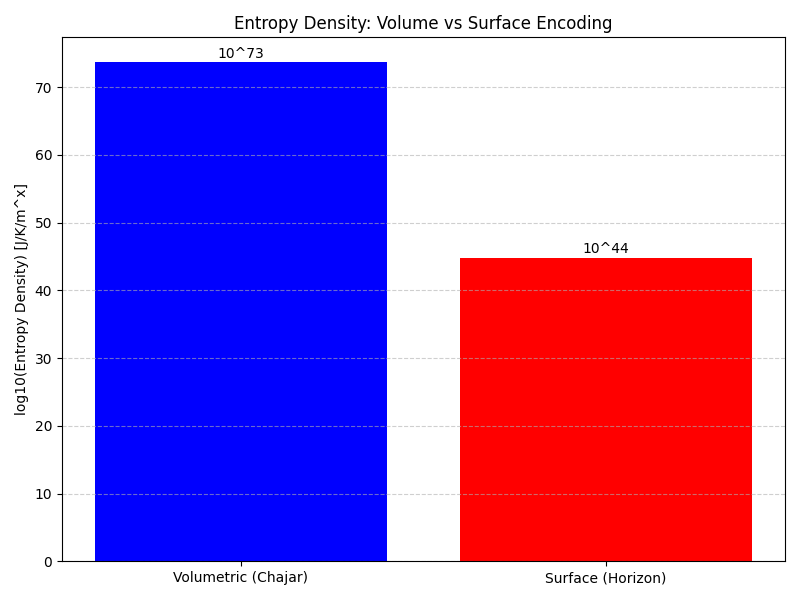 Entropy Density: Volume vs Surface Encoding
10^73
10^44
log10(Entropy Density) [J/K/m^x]
70
60
50
40
30
20
10
0
Volumetric (Chajar)
Surface (Horizon)